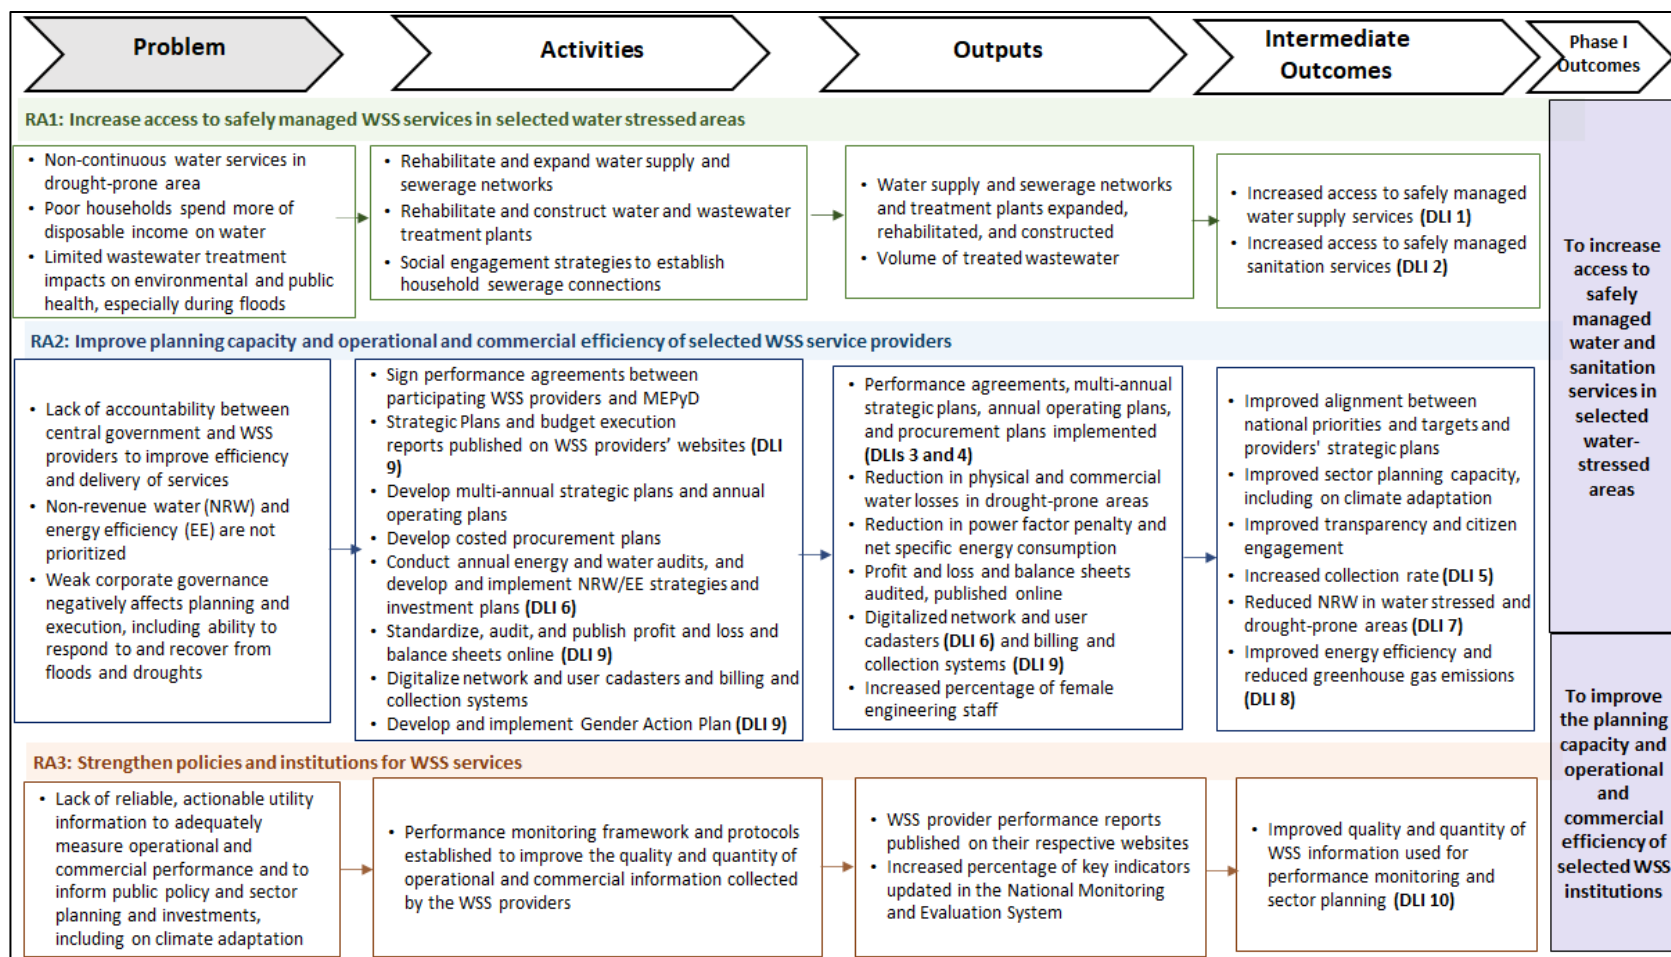 Problem
Activities
Outputs
Intermediate
Outcomes
Phase I
Outcomes
RA1: Increase access to safely managed WSS services in selected water stressed areas
• Non-continuous water services in
drought-prone area
• Poor households spend more of
disposable income on water
• Limited wastewater treatment
impacts on environmental and public
health, especially during floods
• Rehabilitate and expand water supply and
sewerage networks
• Rehabilitate and construct water and wastewater
treatment plants
• Social engagement strategies to establish
household sewerage connections
• Water supply and sewerage networks
and treatment plants expanded,
rehabilitated, and constructed
• Volume of treated wastewater
• Increased access to safely managed
water supply services (DLI 1)
• Increased access to safely managed
sanitation services (DLI 2)
To increase
access to
safely
managed
water and
sanitation
services in
selected
water-
stressed
areas
RA2: Improve planning capacity and operational and commercial efficiency of selected WSS service providers
• Lack of accountability between
central government and WSS
providers to improve efficiency
and delivery of services
• Non-revenue water (NRW) and
energy efficiency (EE) are not
prioritized
• Weak corporate governance
negatively affects planning and
execution, including ability to
respond to and recover from
floods and droughts
• Sign performance agreements between
participating WSS providers and MEPyD
• Strategic Plans and budget execution
reports published on WSS providers' websites (DLI
9)
• Develop multi-annual strategic plans and annual
operating plans
• Develop costed procurement plans
• Conduct annual energy and water audits, and
develop and implement NRW/EE strategies and
investment plans (DLI 6)
• Standardize, audit, and publish profit and loss and
balance sheets online (DLI 9)
• Digitalize network and user cadasters and billing and
collection systems
• Develop and implement Gender Action Plan (DLI 9)
• Performance agreements, multi-annual
strategic plans, annual operating plans,
and procurement plans implemented
(DLIs 3 and 4)
• Reduction in physical and commercial
water losses in drought-prone areas
• Reduction in power factor penalty and
net specific energy consumption
• Profit and loss and balance sheets
audited, published online
• Digitalized network and user
cadasters (DLI 6) and billing and
collection systems (DLI 9)
• Increased percentage of female
engineering staff
• Improved alignment between
national priorities and targets and
providers' strategic plans
• Improved sector planning capacity,
including on climate adaptation
• Improved transparency and citizen
engagement
• Increased collection rate (DLI 5)
• Reduced NRW in water stressed and
drought-prone areas (DLI 7)
• Improved energy efficiency and
reduced greenhouse gas emissions
(DLI 8)
To improve
the planning
capacity and
operational
and
commercial
efficiency of
selected WSS
institutions
RA3: Strengthen policies and institutions for WSS services
• Lack of reliable, actionable utility
information to adequately
measure operational and
commercial performance and to
inform public policy and sector
planning and investments,
including on climate adaptation
• Performance monitoring framework and protocols
established to improve the quality and quantity of
operational and commercial information collected
by the WSS providers
• WSS provider performance reports
published on their respective websites
• Increased percentage of key indicators
updated in the National Monitoring
and Evaluation System
• Improved quality and quantity of
WSS information used for
performance monitoring and
sector planning (DLI 10)